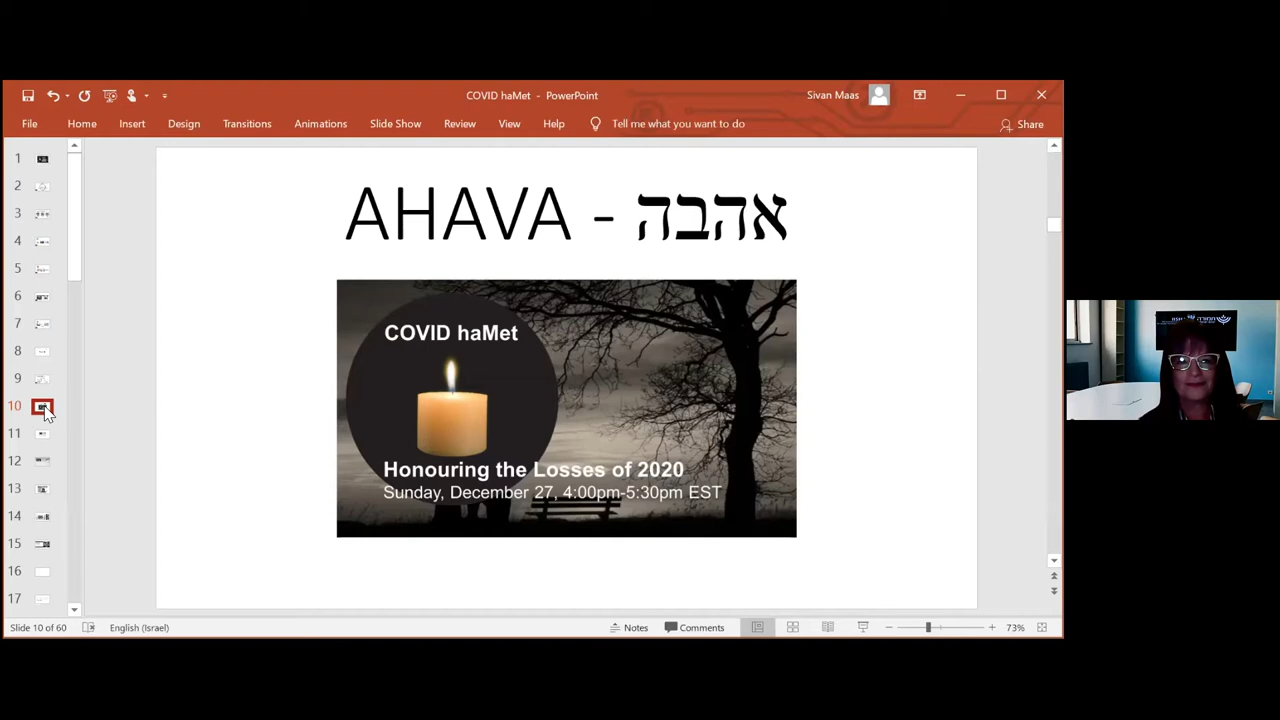 COVID haMet - PowerPoint
Sivan Maas
File Home Insert Design Transitions Animations Slide Show Review View Help Tell me what you want to do Share
1
2
3
4
5
6
7
8
9
10
11
12
13
14
15
16
17
AHAVA - אהבה
COVID haMet
Honouring the Losses of 2020
Sunday, December 27, 4:00pm-5:30pm EST
Slide 10 of 60 English (Israel) Notes Comments 73%